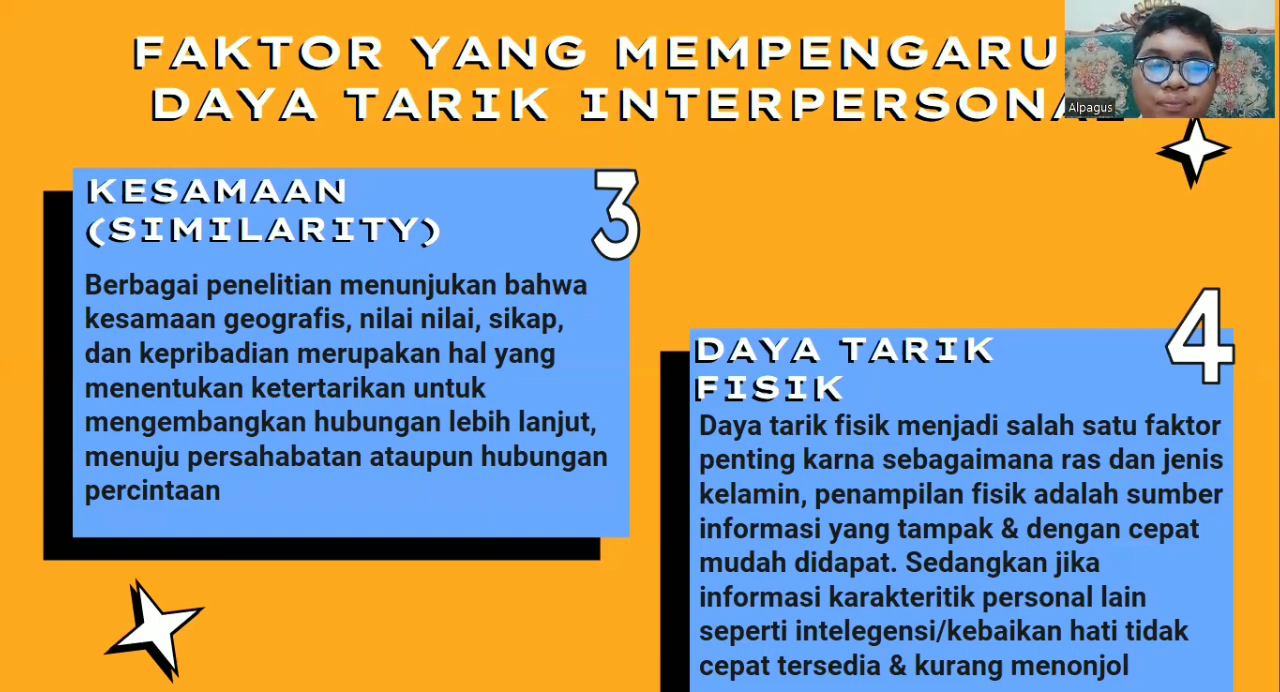 FAKTOR YANG MEMPENGARU
DAYA TARIK INTERPERSONAL
Alpagus
KESAMAAN
(SIMILARITY)
3
Berbagai penelitian menunjukan bahwa
kesamaan geografis, nilai nilai, sikap,
dan kepribadian merupakan hal yang
menentukan ketertarikan untuk
mengembangkan hubungan lebih lanjut,
menuju persahabatan ataupun hubungan
percintaan
4
DAYA TARIK
FISIK
Daya tarik fisik menjadi salah satu faktor
penting karna sebagaimana ras dan jenis
kelamin, penampilan fisik adalah sumber
informasi yang tampak & dengan cepat
mudah didapat. Sedangkan jika
informasi karakteritik personal lain
seperti intelegensi/kebaikan hati tidak
cepat tersedia & kurang menonjol